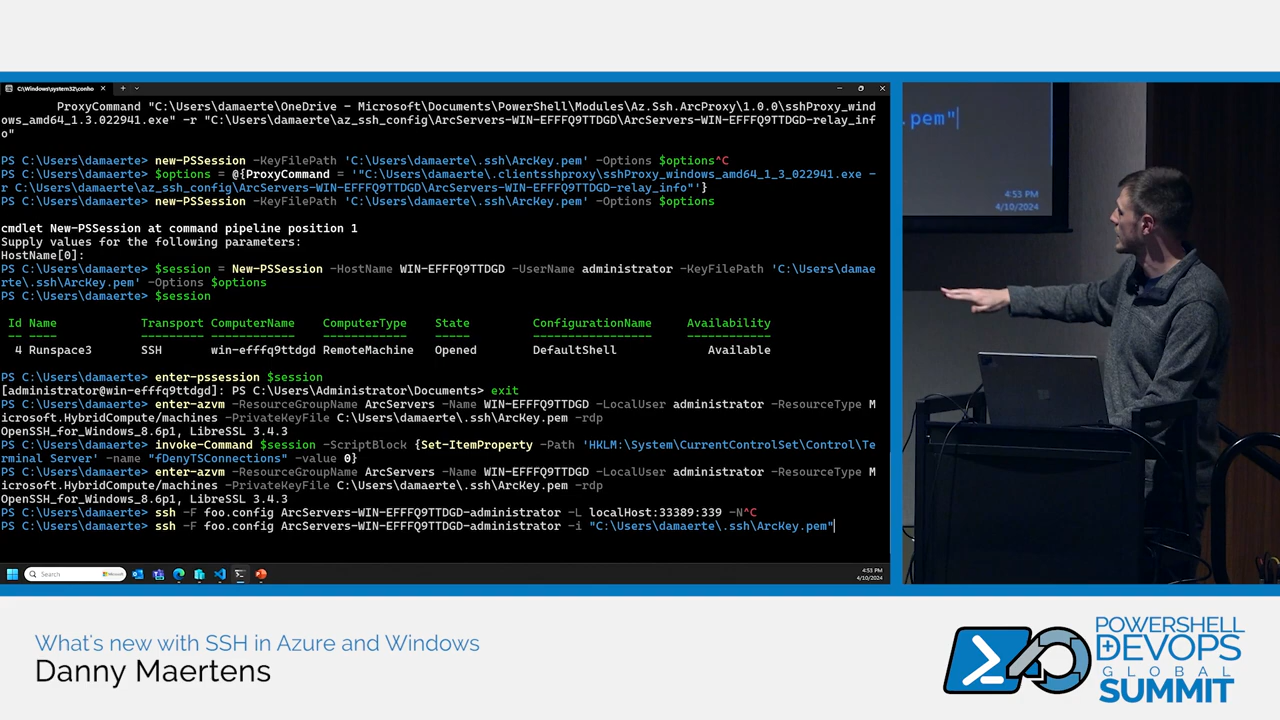 C:\Windows\system32\conho
ProxyCommand "C:\Users\damaerte\OneDrive - Microsoft\Documents\PowerShell\Modules\Az.Ssh.ArcProxy\1.0.0\sshProxy_wind
ows_amd64_1.3.022941.exe" -r "C:\Users\damaerte\az_ssh_config\ArcServers-WIN-EFFFQ9TTDGD\ArcServers-WIN-EFFFQ9TTDGD-relay_inf
o"
PS C:\Users\damaerte> new-PSSession -KeyFilePath 'C:\Users\damaerte\.ssh\ArcKey.pem' -Options $options^C
PS C:\Users\damaerte> $options = @{ProxyCommand = '"C:\Users\damaerte\.clientsshproxy\sshProxy_windows_amd64_1_3_022941.exe -
r C:\Users\damaerte\az_ssh_config\ArcServers-WIN-EFFFQ9TTDGD\ArcServers-WIN-EFFFQ9TTDGD-relay_info"'}
PS C:\Users\damaerte> new-PSSession -KeyFilePath 'C:\Users\damaerte\.ssh\ArcKey.pem' -Options $options
cmdlet New-PSSession at command pipeline position 1
Supply values for the following parameters:
HostName[0]:
PS C:\Users\damaerte> $session = New-PSSession -HostName WIN-EFFFQ9TTDGD -UserName administrator -KeyFilePath 'C:\Users\damae
rte\.ssh\ArcKey.pem' -Options $options
PS C:\Users\damaerte> $session
Id Name Transport ComputerName ComputerType State ConfigurationName Availability
-- ---- --------- ------------ ------------ ----- ----------------- ------------
4 Runspace3 SSH win-efffq9ttdgd RemoteMachine Opened DefaultShell Available
PS C:\Users\damaerte> enter-pssession $session
[administrator@win-efffq9ttdgd]: PS C:\Users\Administrator\Documents> exit
PS C:\Users\damaerte> enter-azvm -ResourceGroupName ArcServers -Name WIN-EFFFQ9TTDGD -LocalUser administrator -ResourceType M
icrosoft.HybridCompute/machines -PrivateKeyFile C:\Users\damaerte\.ssh\ArcKey.pem -rdp
OpenSSH_for_Windows_8.6p1, LibreSSL 3.4.3
PS C:\Users\damaerte> invoke-Command $session -ScriptBlock {Set-ItemProperty -Path 'HKLM:\System\CurrentControlSet\Control\Te
rminal Server' -name "fDenyTSConnections" -value 0}
PS C:\Users\damaerte> enter-azvm -ResourceGroupName ArcServers -Name WIN-EFFFQ9TTDGD -LocalUser administrator -ResourceType M
icrosoft.HybridCompute/machines -PrivateKeyFile C:\Users\damaerte\.ssh\ArcKey.pem -rdp
OpenSSH_for_Windows_8.6p1, LibreSSL 3.4.3
PS C:\Users\damaerte> ssh -F foo.config ArcServers-WIN-EFFFQ9TTDGD-administrator -L localHost:33389:339 -N^C
PS C:\Users\damaerte> ssh -F foo.config ArcServers-WIN-EFFFQ9TTDGD-administrator -i "C:\Users\damaerte\.ssh\ArcKey.pem"
Search
4:53 PM
4/10/2024
.pem"
4:53 PM
4/10/2024
What's new with SSH in Azure and Windows
Danny Maertens
POWERSHELL
DEVOPS
GLOBAL
SUMMIT